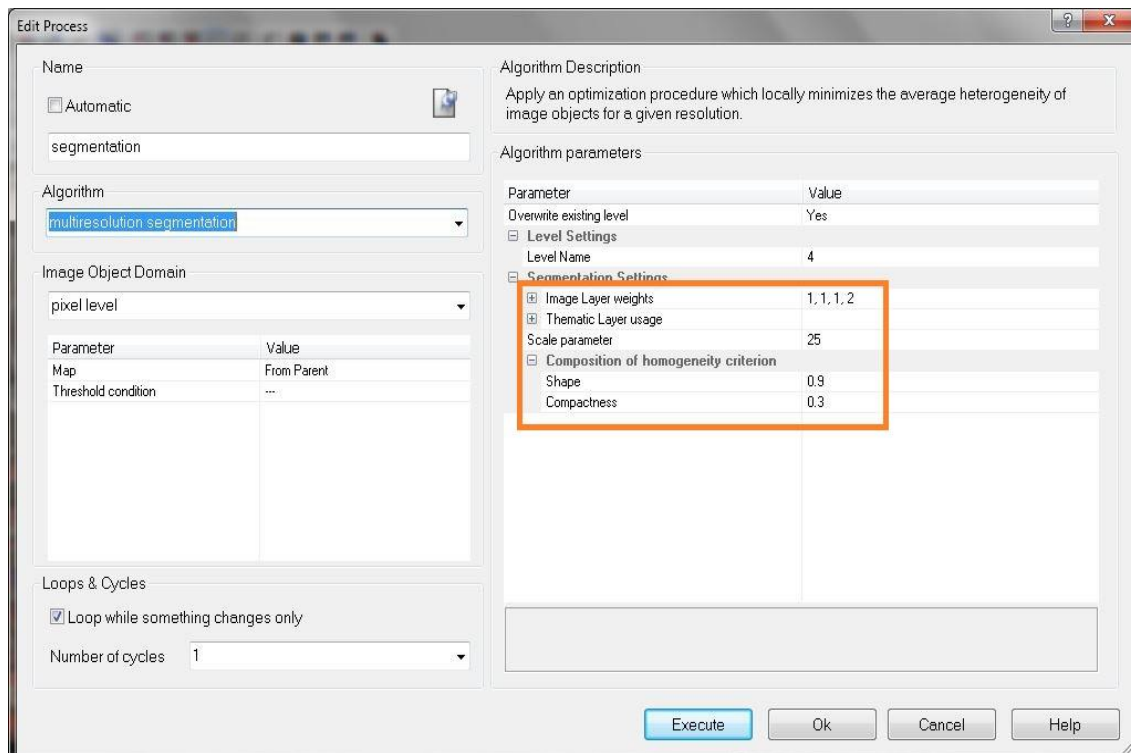 Edit Process
?
x
Name
Automatic
segmentation
Algorithm
multiresolution segmentation
Image Object Domain
pixel level
Parameter Value
Map From Parent
Threshold condition ---
Loops & Cycles
Loop while something changes only
Number of cycles 1
Algorithm Description
Apply an optimization procedure which locally minimizes the average heterogeneity of
image objects for a given resolution.
Algorithm parameters
Parameter Value
Overwrite existing level Yes
Level Settings
Level Name 4
Segmentation Settings
Image Layer weights 1, 1, 1, 2
Thematic Layer usage
Scale parameter 25
Composition of homogeneity criterion
Shape 0.9
Compactness 0.3
Execute Ok Cancel Help